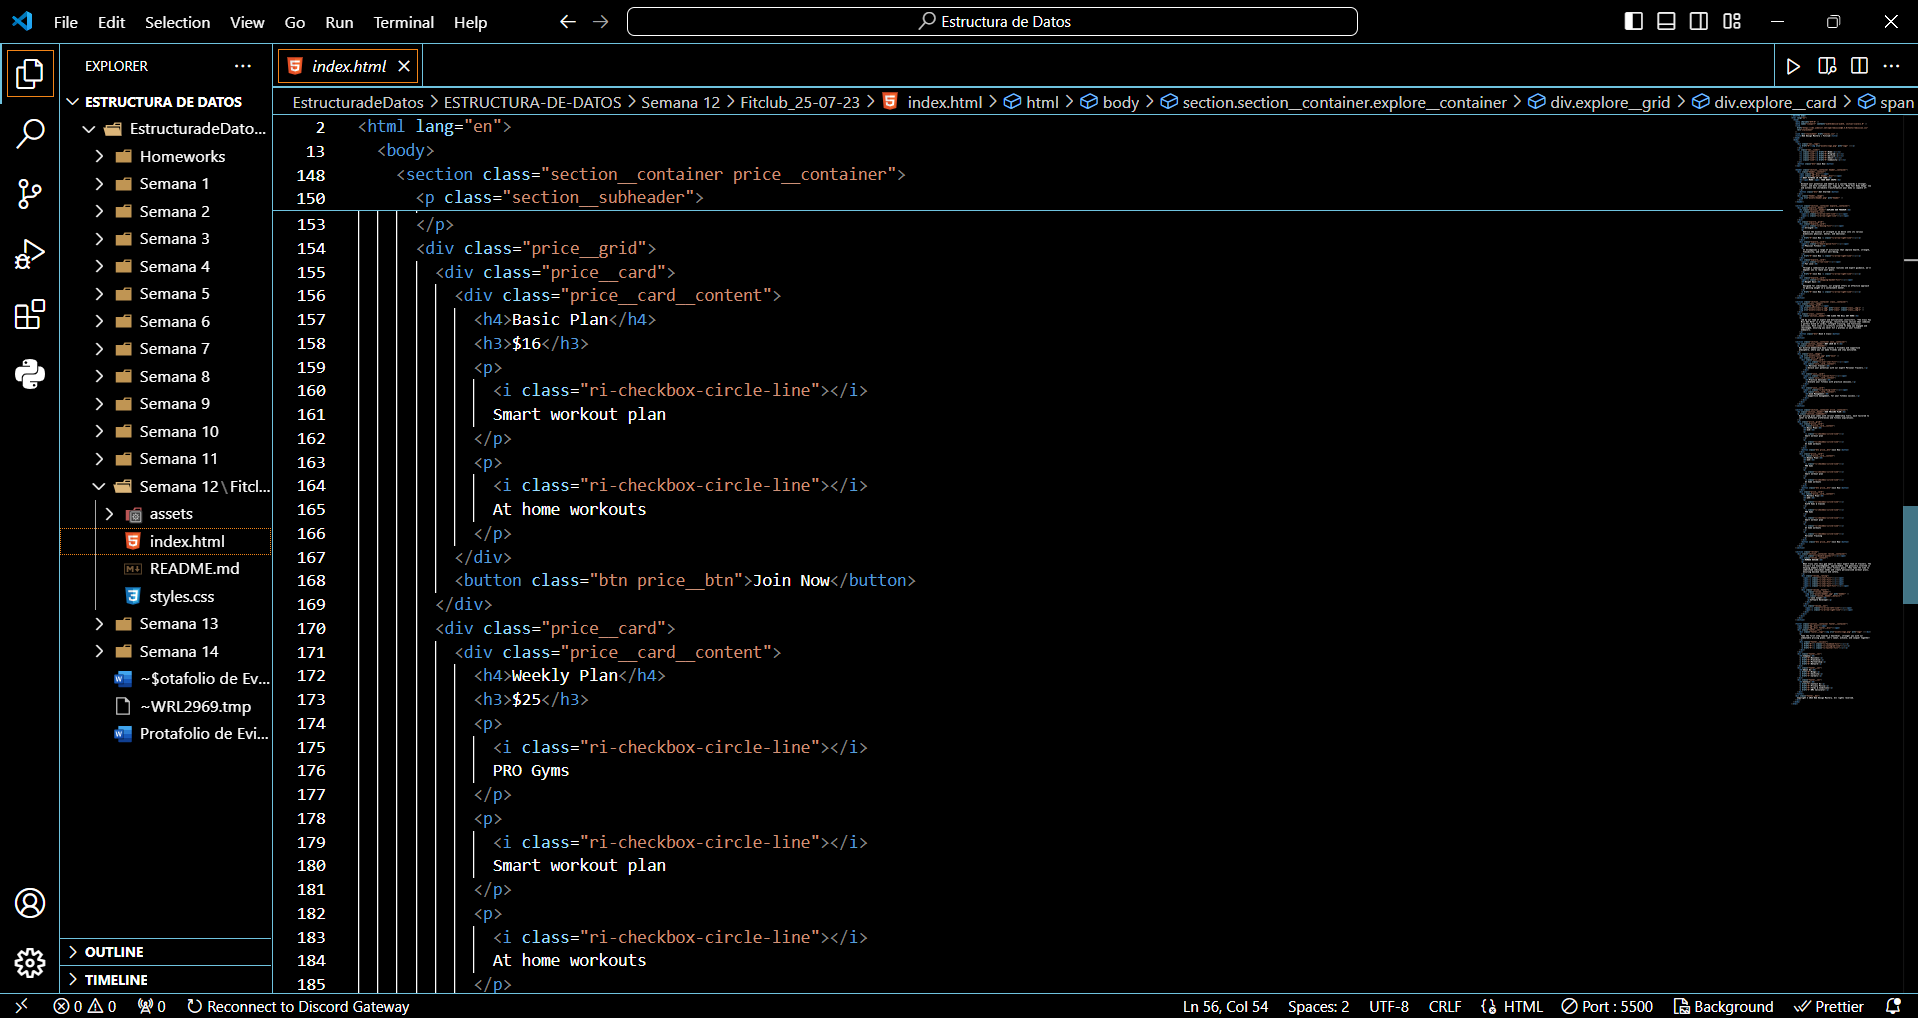 File Edit Selection View Go Run Terminal Help
Estructura de Datos
EXPLORER
index.html
ESTRUCTURA DE DATOS
EstructuradeDato...
Homeworks
Semana 1
Semana 2
Semana 3
Semana 4
Semana 5
Semana 6
Semana 7
Semana 8
Semana 9
Semana 10
Semana 11
Semana 12\Fitcl...
assets
index.html
README.md
styles.css
Semana 13
Semana 14
~$otafolio de Ev...
~WRL2969.tmp
Protafolio de Evi...
OUTLINE
TIMELINE
EstructuradeDatos > ESTRUCTURA-DE-DATOS > Semana 12 > Fitclub_25-07-23 > index.html > html > body > section.section__container.explore__container > div.explore__grid > div.explore__card > span
2 <html lang="en">
13 <body>
148 <section class="section__container price__container">
150 <p class="section__subheader">
153 </p>
154 <div class="price__grid">
155 <div class="price__card">
156 <div class="price__card__content">
157 <h4>Basic Plan</h4>
158 <h3>$16</h3>
159 <p>
160 <i class="ri-checkbox-circle-line"></i>
161 Smart workout plan
162 </p>
163 <p>
164 <i class="ri-checkbox-circle-line"></i>
165 At home workouts
166 </p>
167 </div>
168 <button class="btn price__btn">Join Now</button>
169 </div>
170 <div class="price__card">
171 <div class="price__card__content">
172 <h4>Weekly Plan</h4>
173 <h3>$25</h3>
174 <p>
175 <i class="ri-checkbox-circle-line"></i>
176 PRO Gyms
177 </p>
178 <p>
179 <i class="ri-checkbox-circle-line"></i>
180 Smart workout plan
181 </p>
182 <p>
183 <i class="ri-checkbox-circle-line"></i>
184 At home workouts
185 </p>
0 0 0 Reconnect to Discord Gateway
Ln 56, Col 54 Spaces: 2 UTF-8 CRLF {} HTML Port : 5500 Background Prettier